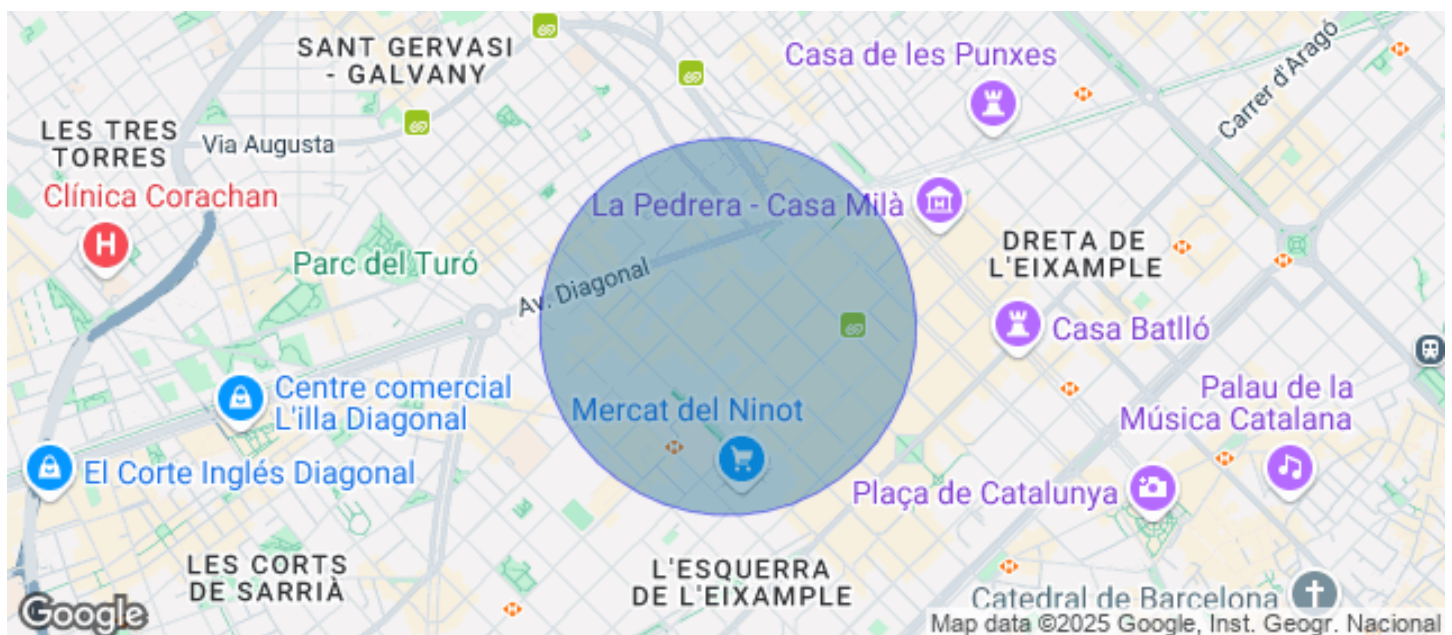 SANT GERVASI
- GALVANY
Casa de les Punxes
Carrer d'Aragó
LES TRES
TORRES
Via Augusta
Clínica Corachan
H
La Pedrera - Casa Milà
DRETA DE
L'EIXAMPLE
Parc del Turó
Av. Diagonal
Casa Batlló
Centre comercial
L'illa Diagonal
Mercat del Ninot
Palau de la
Música Catalana
El Corte Inglés Diagonal
Plaça de Catalunya
LES CORTS
DE SARRIÀ
L'ESQUERRA
DE L'EIXAMPLE
Catedral de Barcelona
Google
Map data ©2025 Google, Inst. Geogr. Nacional